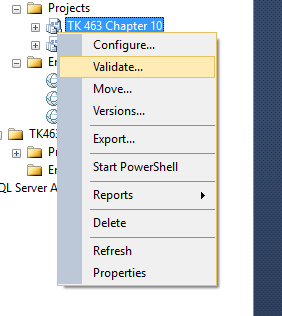 Projects
TK 463 Chapter 10
Configure...
Validate...
Move...
Versions...
Export...
Start PowerShell
Reports
Delete
Refresh
Properties
En
TK463
Pr
En
QL Server A